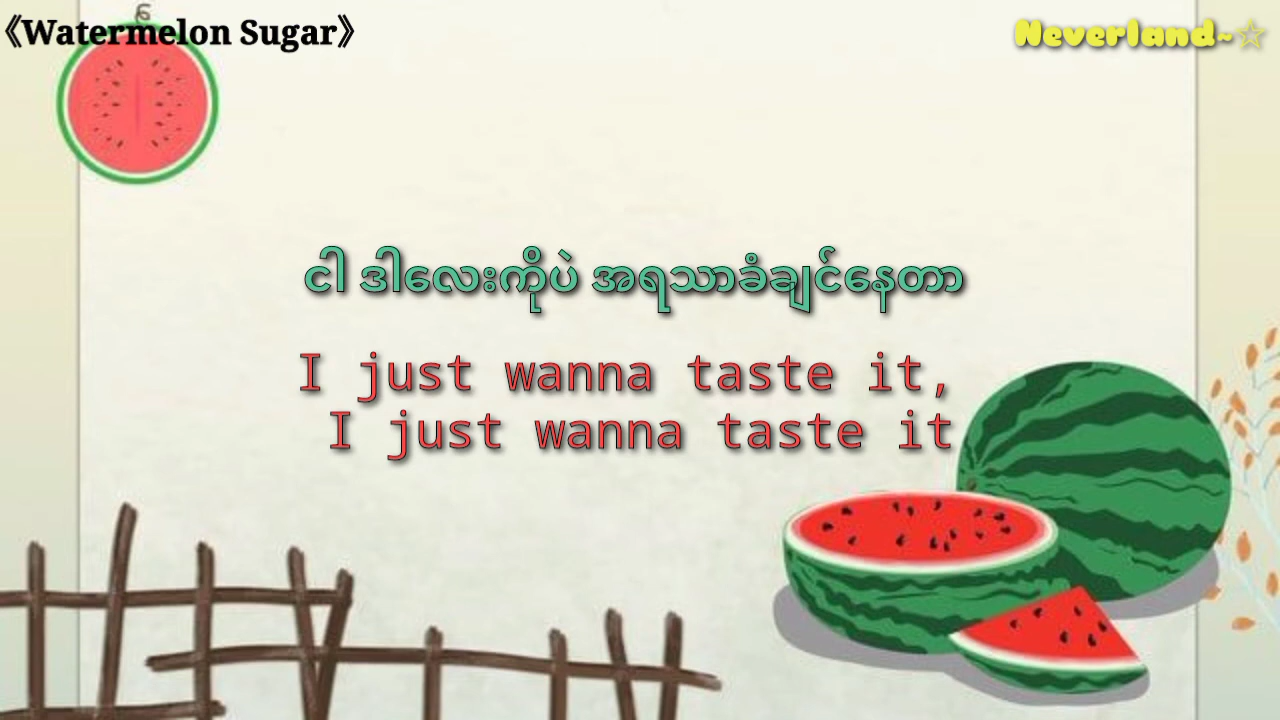 《Watermelon Sugar》
Neverland~☆
ငါ ဒါလေးကိုပဲ အရသာခံချင်နေတာ
I just wanna taste it,
I just wanna taste it